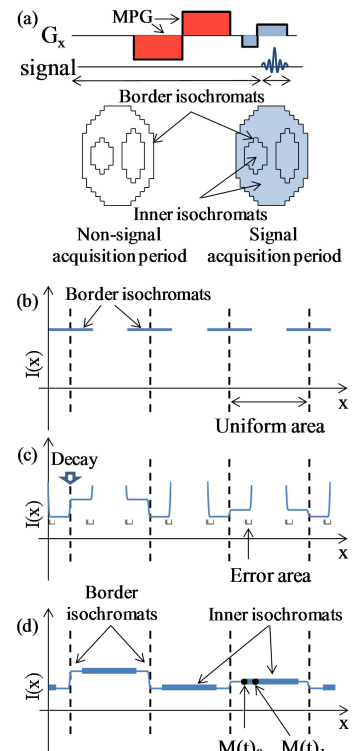 (a)
MPG
Gx
signal
Border isochromats
Inner isochromats
Non-signal acquisition period
Signal acquisition period
(b)
Border isochromats
I(x)
x
Uniform area
(c)
Decay
I(x)
x
Error area
(d)
Border isochromats
Inner isochromats
I(x)
x